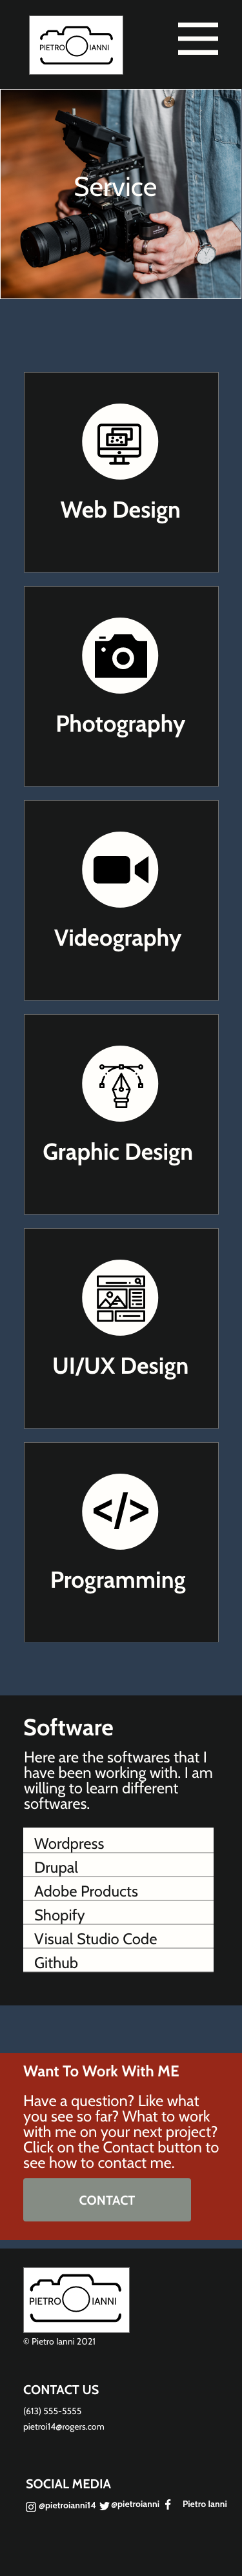 PIETRO IANNI
Service
Web Design
Photography
Videography
Graphic Design
UI/UX Design
</>
Programming
Software
Here are the softwares that I
have been working with. I am
willing to learn different
softwares.
Wordpress
Drupal
Adobe Products
Shopify
Visual Studio Code
Github
Want To Work With ME
Have a question? Like what
you see so far? What to work
with me on your next project?
Click on the Contact button to
see how to contact me.
CONTACT
PIETRO IANNI
© Pietro Ianni 2021
CONTACT US
(613) 555-5555
pietroi14@rogers.com
SOCIAL MEDIA
@pietroianni14 @pietroianni Pietro Ianni